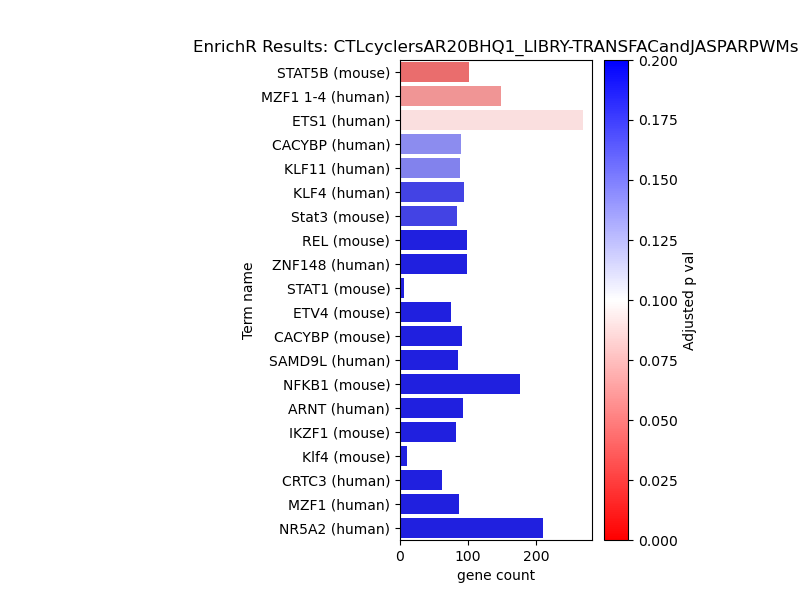 EnrichR Results: CTLcyclersAR20BHQ1_LIBRY-TRANSFACandJASPARPWMs
Term name
STAT5B (mouse)
MZF1 1-4 (human)
ETS1 (human)
CACYBP (human)
KLF11 (human)
KLF4 (human)
Stat3 (mouse)
REL (mouse)
ZNF148 (human)
STAT1 (mouse)
ETV4 (mouse)
CACYBP (mouse)
SAMD9L (human)
NFKB1 (mouse)
ARNT (human)
IKZF1 (mouse)
Klf4 (mouse)
CRTC3 (human)
MZF1 (human)
NR5A2 (human)
0 100 200
gene count
0.200
0.175
0.150
0.125
0.100
0.075
0.050
0.025
0.000
Adjusted p val